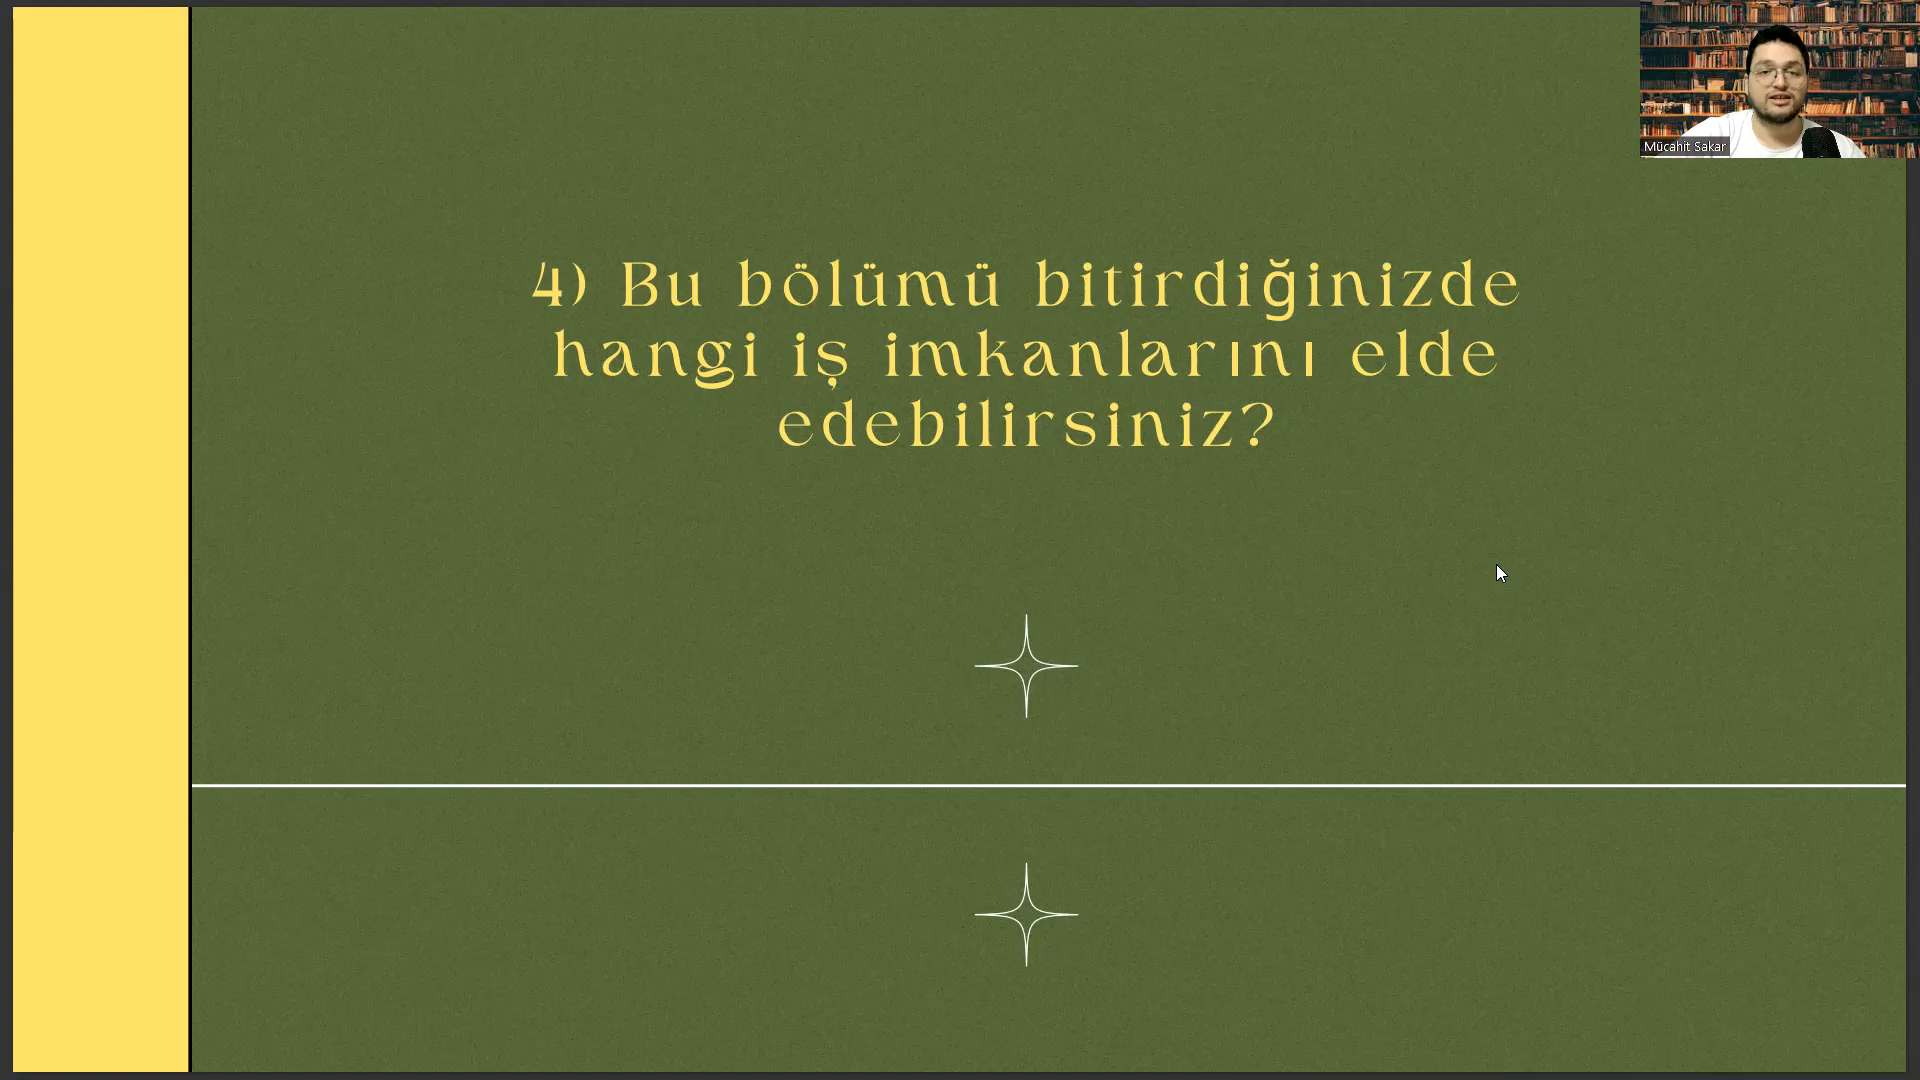 Mücahit Sakar
4) Bu bölümü bitirdiğinizde
hangi iş imkanlarını elde
edebilirsiniz?